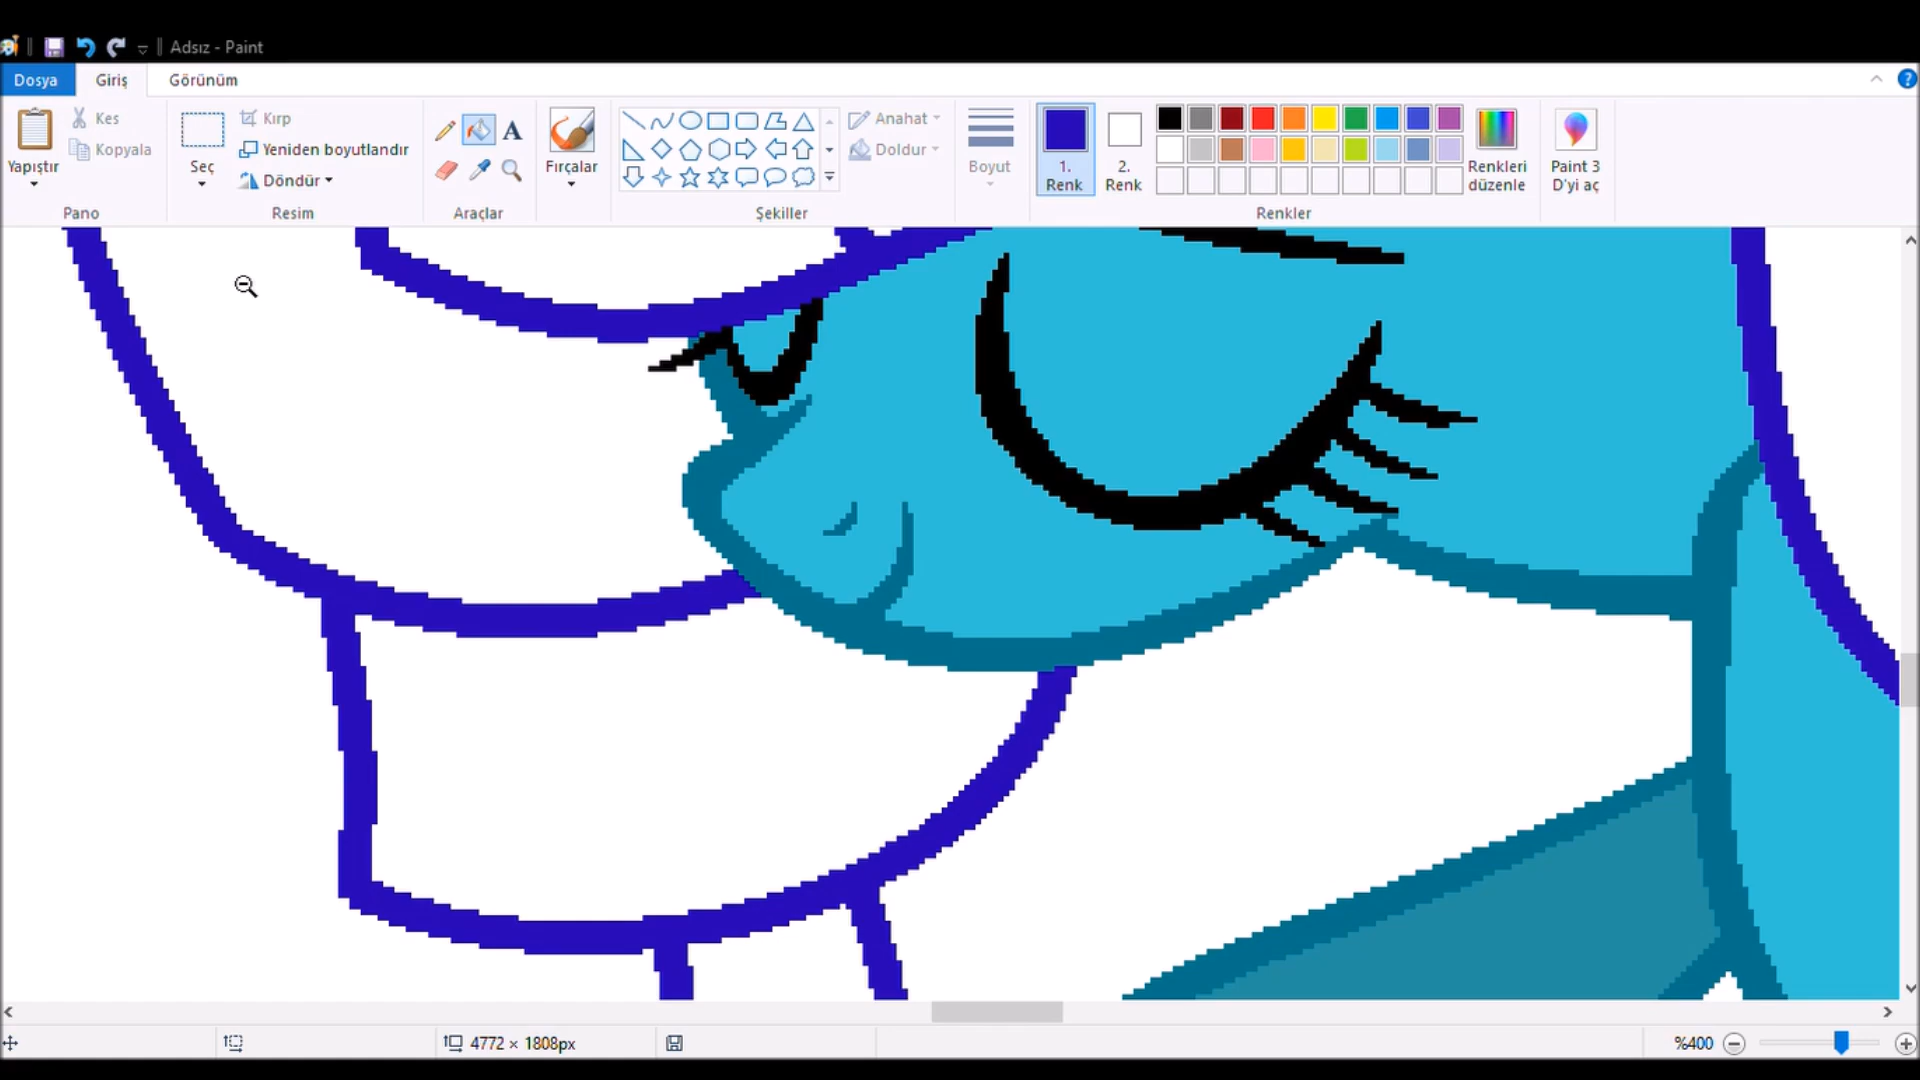 Adsız - Paint
Dosya Giriş Görünüm
Yapıştır
Kes
Kopyala
Pano
Seç
Kırp
Yeniden boyutlandır
Döndür
Resim
A
Araçlar
Fırçalar
Şekiller
Anahat
Doldur
Boyut
1.
Renk
2.
Renk
Renkler
Renkleri
düzenle
Paint 3
D'yi aç
4772 × 1808px
%400